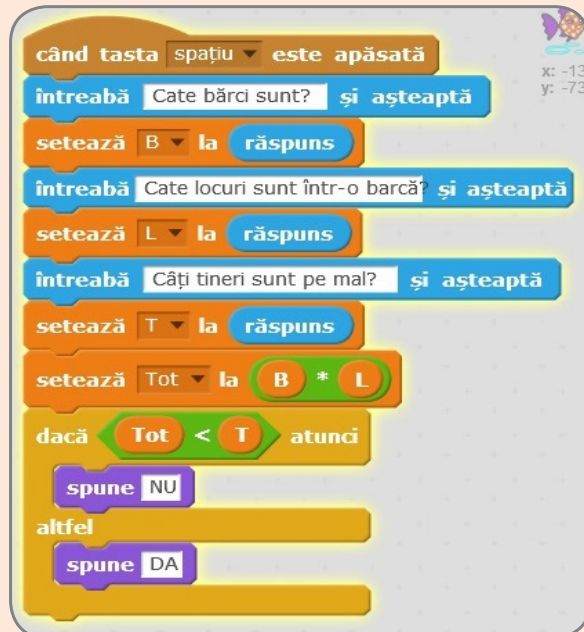 când tasta spațiu este apăsată
x: -13
y: -73
întreabă Cate bărci sunt? și așteaptă
setează B la răspuns
întreabă Cate locuri sunt într-o barcă? și așteaptă
setează L la răspuns
întreabă Câți tineri sunt pe mal? și așteaptă
setează T la răspuns
setează Tot la B * L
dacă Tot < T atunci
spune NU
altfel
spune DA